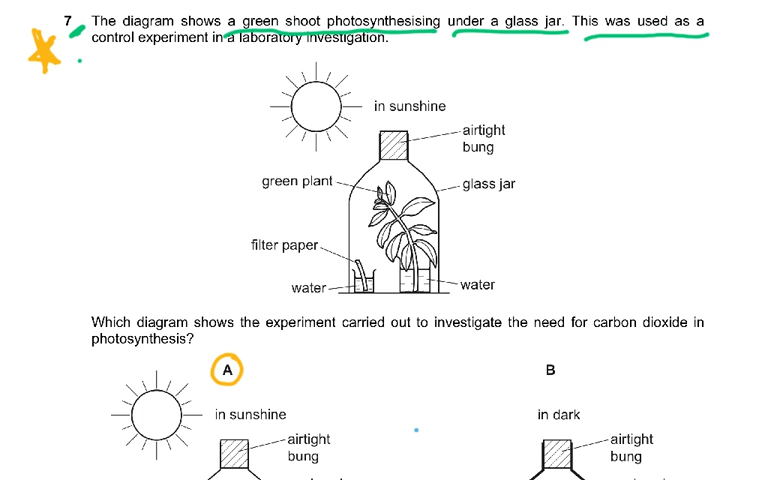 7 The diagram shows a green shoot photosynthesising under a glass jar. This was used as a
control experiment in a laboratory investigation.
in sunshine
airtight
bung
green plant
glass jar
filter paper
water
water
Which diagram shows the experiment carried out to investigate the need for carbon dioxide in
photosynthesis?
A
B
in sunshine
in dark
airtight
bung
airtight
bung